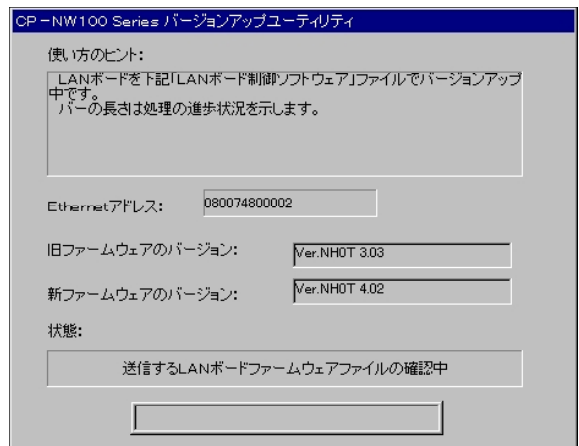 CP－NW100 Series バージョンアップユーティリティ
使い方のヒント：
LANボードを下記「LANボード制御ソフトウェア」ファイルでバージョンアップ
中です。
バーの長さは処理の進歩状況を示します。
Ethernetアドレス： 080074800002
旧ファームウェアのバージョン： Ver.NH0T 3.03
新ファームウェアのバージョン： Ver.NH0T 4.02
状態：
送信するLANボードファームウェアファイルの確認中